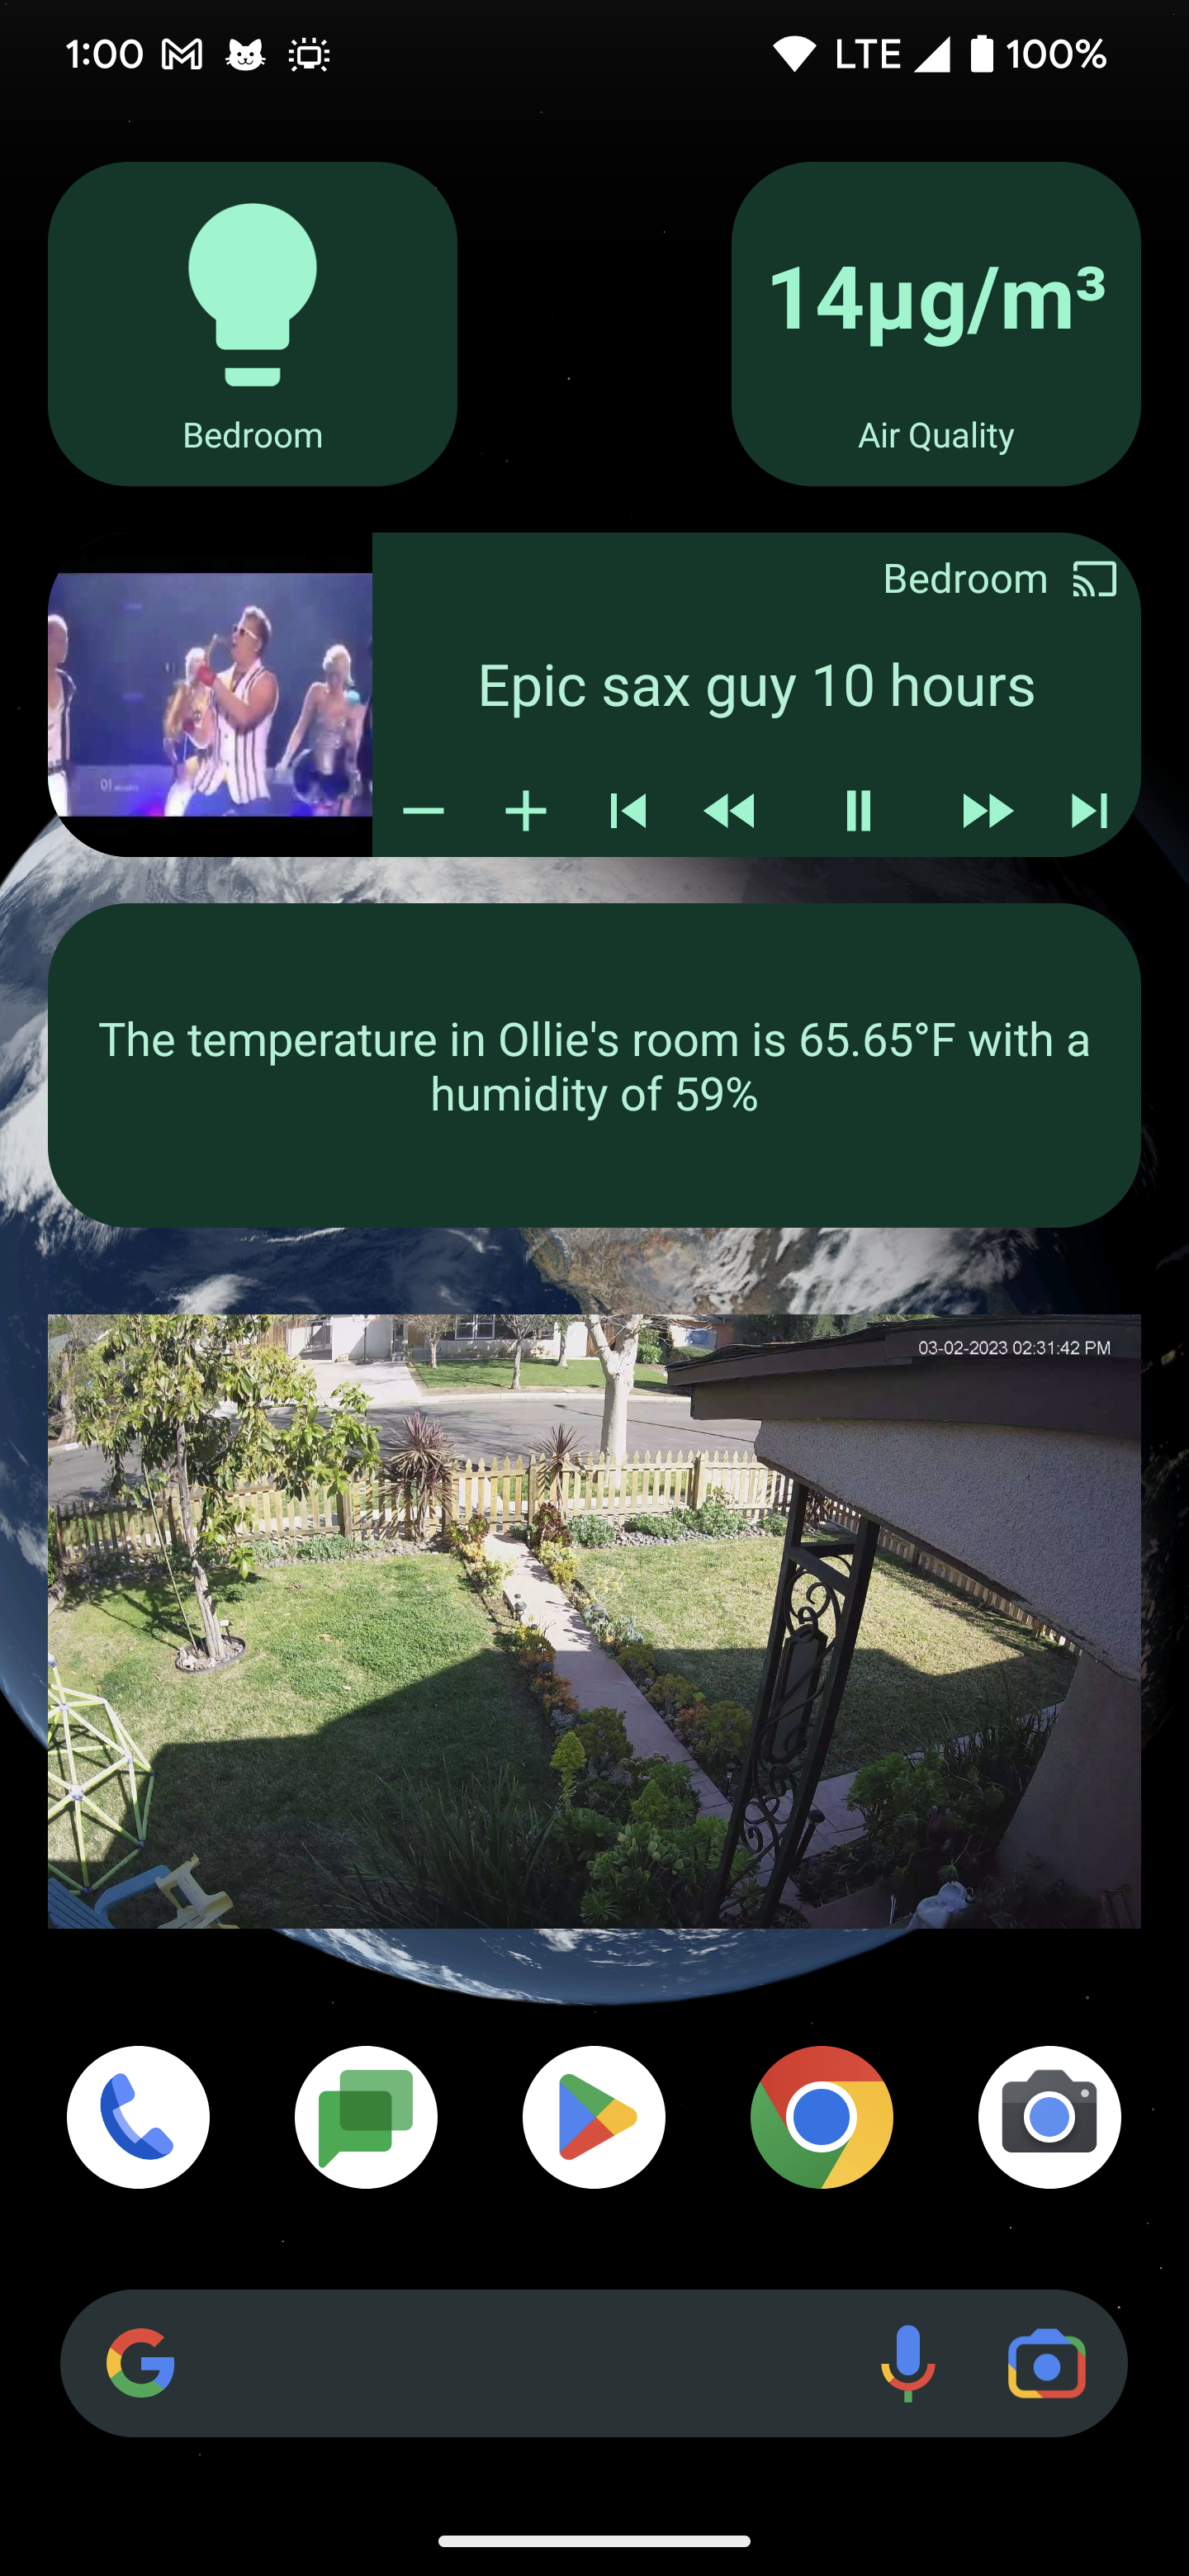 1:00 LTE 100%
14µg/m³
Bedroom
Air Quality
Bedroom
Epic sax guy 10 hours
The temperature in Ollie's room is 65.65°F with a
humidity of 59%
03-02-2023 02:31:42 PM